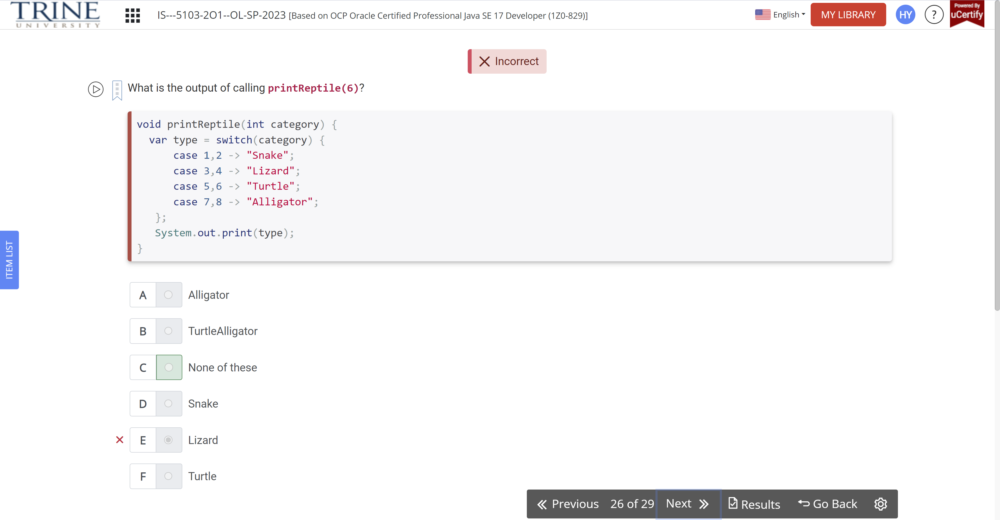 TRINE
UNIVERSITY
IS---5103-2O1--OL-SP-2023 [Based on OCP Oracle Certified Professional Java SE 17 Developer (1Z0-829)]
English
MY LIBRARY
HY
?
Powered By
uCertify
Incorrect
What is the output of calling printReptile(6)?
void printReptile(int category) {
  var type = switch(category) {
      case 1,2 -> "Snake";
      case 3,4 -> "Lizard";
      case 5,6 -> "Turtle";
      case 7,8 -> "Alligator";
   };
   System.out.print(type);
}
ITEM LIST
A Alligator
B TurtleAlligator
C None of these
D Snake
E Lizard
F Turtle
Previous 26 of 29 Next Results Go Back